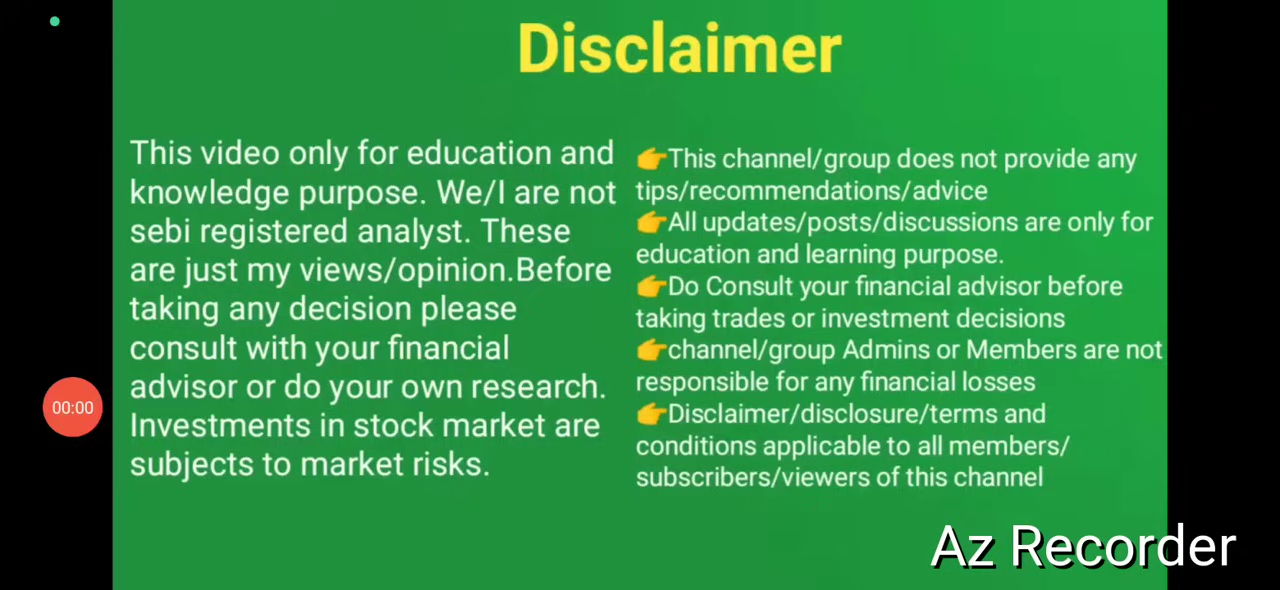 Disclaimer
This video only for education and
knowledge purpose. We/I are not
sebi registered analyst. These
are just my views/opinion.Before
taking any decision please
consult with your financial
advisor or do your own research.
Investments in stock market are
subjects to market risks.
👉This channel/group does not provide any
tips/recommendations/advice
👉All updates/posts/discussions are only for
education and learning purpose.
👉Do Consult your financial advisor before
taking trades or investment decisions
👉channel/group Admins or Members are not
responsible for any financial losses
👉Disclaimer/disclosure/terms and
conditions applicable to all members/
subscribers/viewers of this channel
00:00
Az Recorder